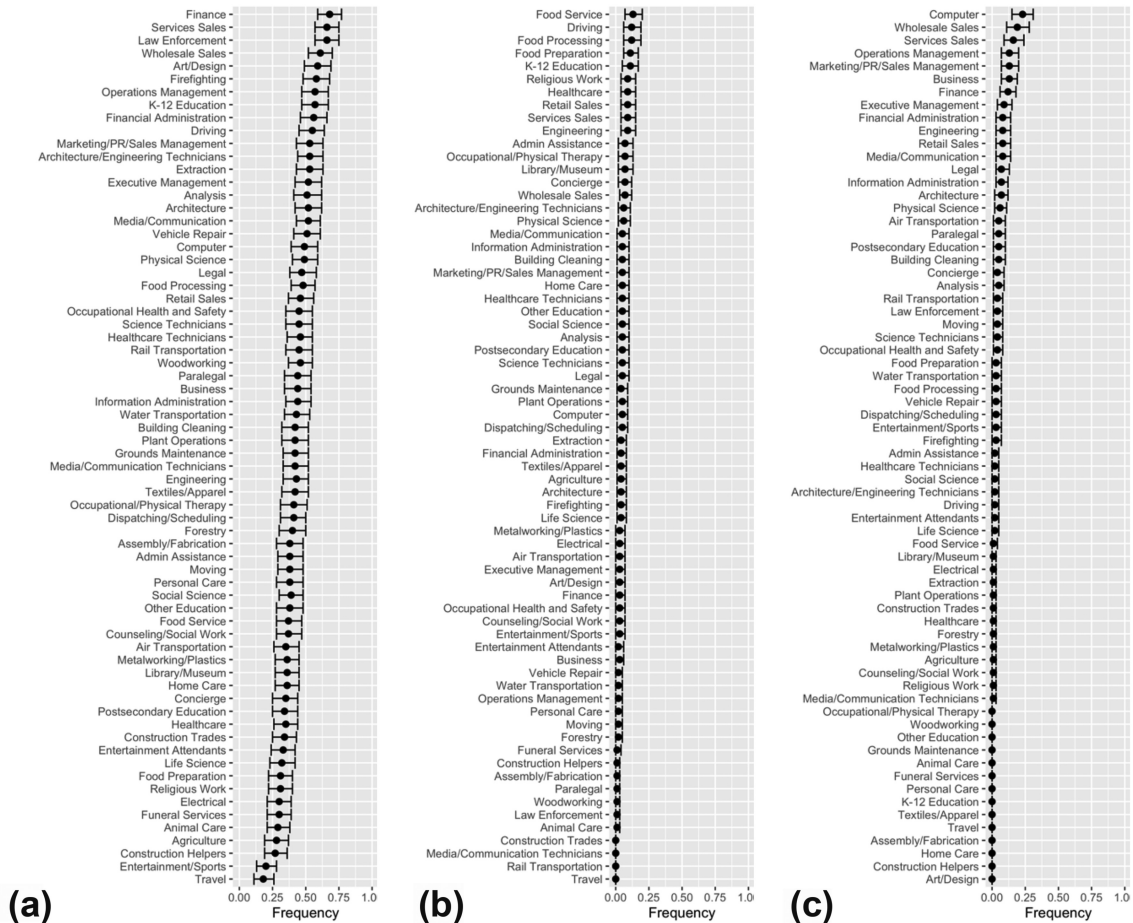 Finance
Services Sales
Law Enforcement
Wholesale Sales
Art/Design
Firefighting
Operations Management
K-12 Education
Financial Administration
Driving
Marketing/PR/Sales Management
Architecture/Engineering Technicians
Extraction
Executive Management
Analysis
Architecture
Media/Communication
Vehicle Repair
Computer
Physical Science
Legal
Food Processing
Retail Sales
Occupational Health and Safety
Science Technicians
Healthcare Technicians
Rail Transportation
Woodworking
Paralegal
Business
Information Administration
Water Transportation
Building Cleaning
Plant Operations
Grounds Maintenance
Media/Communication Technicians
Engineering
Textiles/Apparel
Occupational/Physical Therapy
Dispatching/Scheduling
Forestry
Assembly/Fabrication
Admin Assistance
Moving
Personal Care
Social Science
Other Education
Food Service
Counseling/Social Work
Air Transportation
Metalworking/Plastics
Library/Museum
Home Care
Concierge
Postsecondary Education
Healthcare
Construction Trades
Entertainment Attendants
Life Science
Food Preparation
Religious Work
Electrical
Funeral Services
Animal Care
Agriculture
Construction Helpers
Entertainment/Sports
Travel
0.00 0.25 0.50 0.75 1.0
Frequency
(a)
Food Service
Driving
Food Processing
Food Preparation
K-12 Education
Religious Work
Healthcare
Retail Sales
Services Sales
Engineering
Admin Assistance
Occupational/Physical Therapy
Library/Museum
Concierge
Wholesale Sales
Architecture/Engineering Technicians
Physical Science
Media/Communication
Information Administration
Building Cleaning
Marketing/PR/Sales Management
Home Care
Healthcare Technicians
Other Education
Social Science
Analysis
Postsecondary Education
Science Technicians
Legal
Grounds Maintenance
Plant Operations
Computer
Dispatching/Scheduling
Extraction
Financial Administration
Textiles/Apparel
Agriculture
Architecture
Firefighting
Life Science
Metalworking/Plastics
Electrical
Air Transportation
Executive Management
Art/Design
Finance
Occupational Health and Safety
Counseling/Social Work
Entertainment/Sports
Entertainment Attendants
Business
Vehicle Repair
Water Transportation
Operations Management
Personal Care
Moving
Forestry
Funeral Services
Construction Helpers
Assembly/Fabrication
Paralegal
Woodworking
Law Enforcement
Animal Care
Construction Trades
Media/Communication Technicians
Rail Transportation
Travel
0.00 0.25 0.50 0.75 1.0
Frequency
(b)
Computer
Wholesale Sales
Services Sales
Operations Management
Marketing/PR/Sales Management
Business
Finance
Executive Management
Financial Administration
Engineering
Retail Sales
Media/Communication
Legal
Information Administration
Architecture
Physical Science
Air Transportation
Paralegal
Postsecondary Education
Building Cleaning
Concierge
Analysis
Rail Transportation
Law Enforcement
Moving
Science Technicians
Occupational Health and Safety
Food Preparation
Water Transportation
Food Processing
Vehicle Repair
Dispatching/Scheduling
Entertainment/Sports
Firefighting
Admin Assistance
Healthcare Technicians
Social Science
Architecture/Engineering Technicians
Driving
Entertainment Attendants
Life Science
Food Service
Library/Museum
Electrical
Extraction
Plant Operations
Construction Trades
Healthcare
Forestry
Metalworking/Plastics
Agriculture
Counseling/Social Work
Religious Work
Media/Communication Technicians
Occupational/Physical Therapy
Woodworking
Other Education
Grounds Maintenance
Animal Care
Funeral Services
Personal Care
K-12 Education
Textiles/Apparel
Travel
Assembly/Fabrication
Home Care
Construction Helpers
Art/Design
0.00 0.25 0.50 0.75 1.0
Frequency
(c)